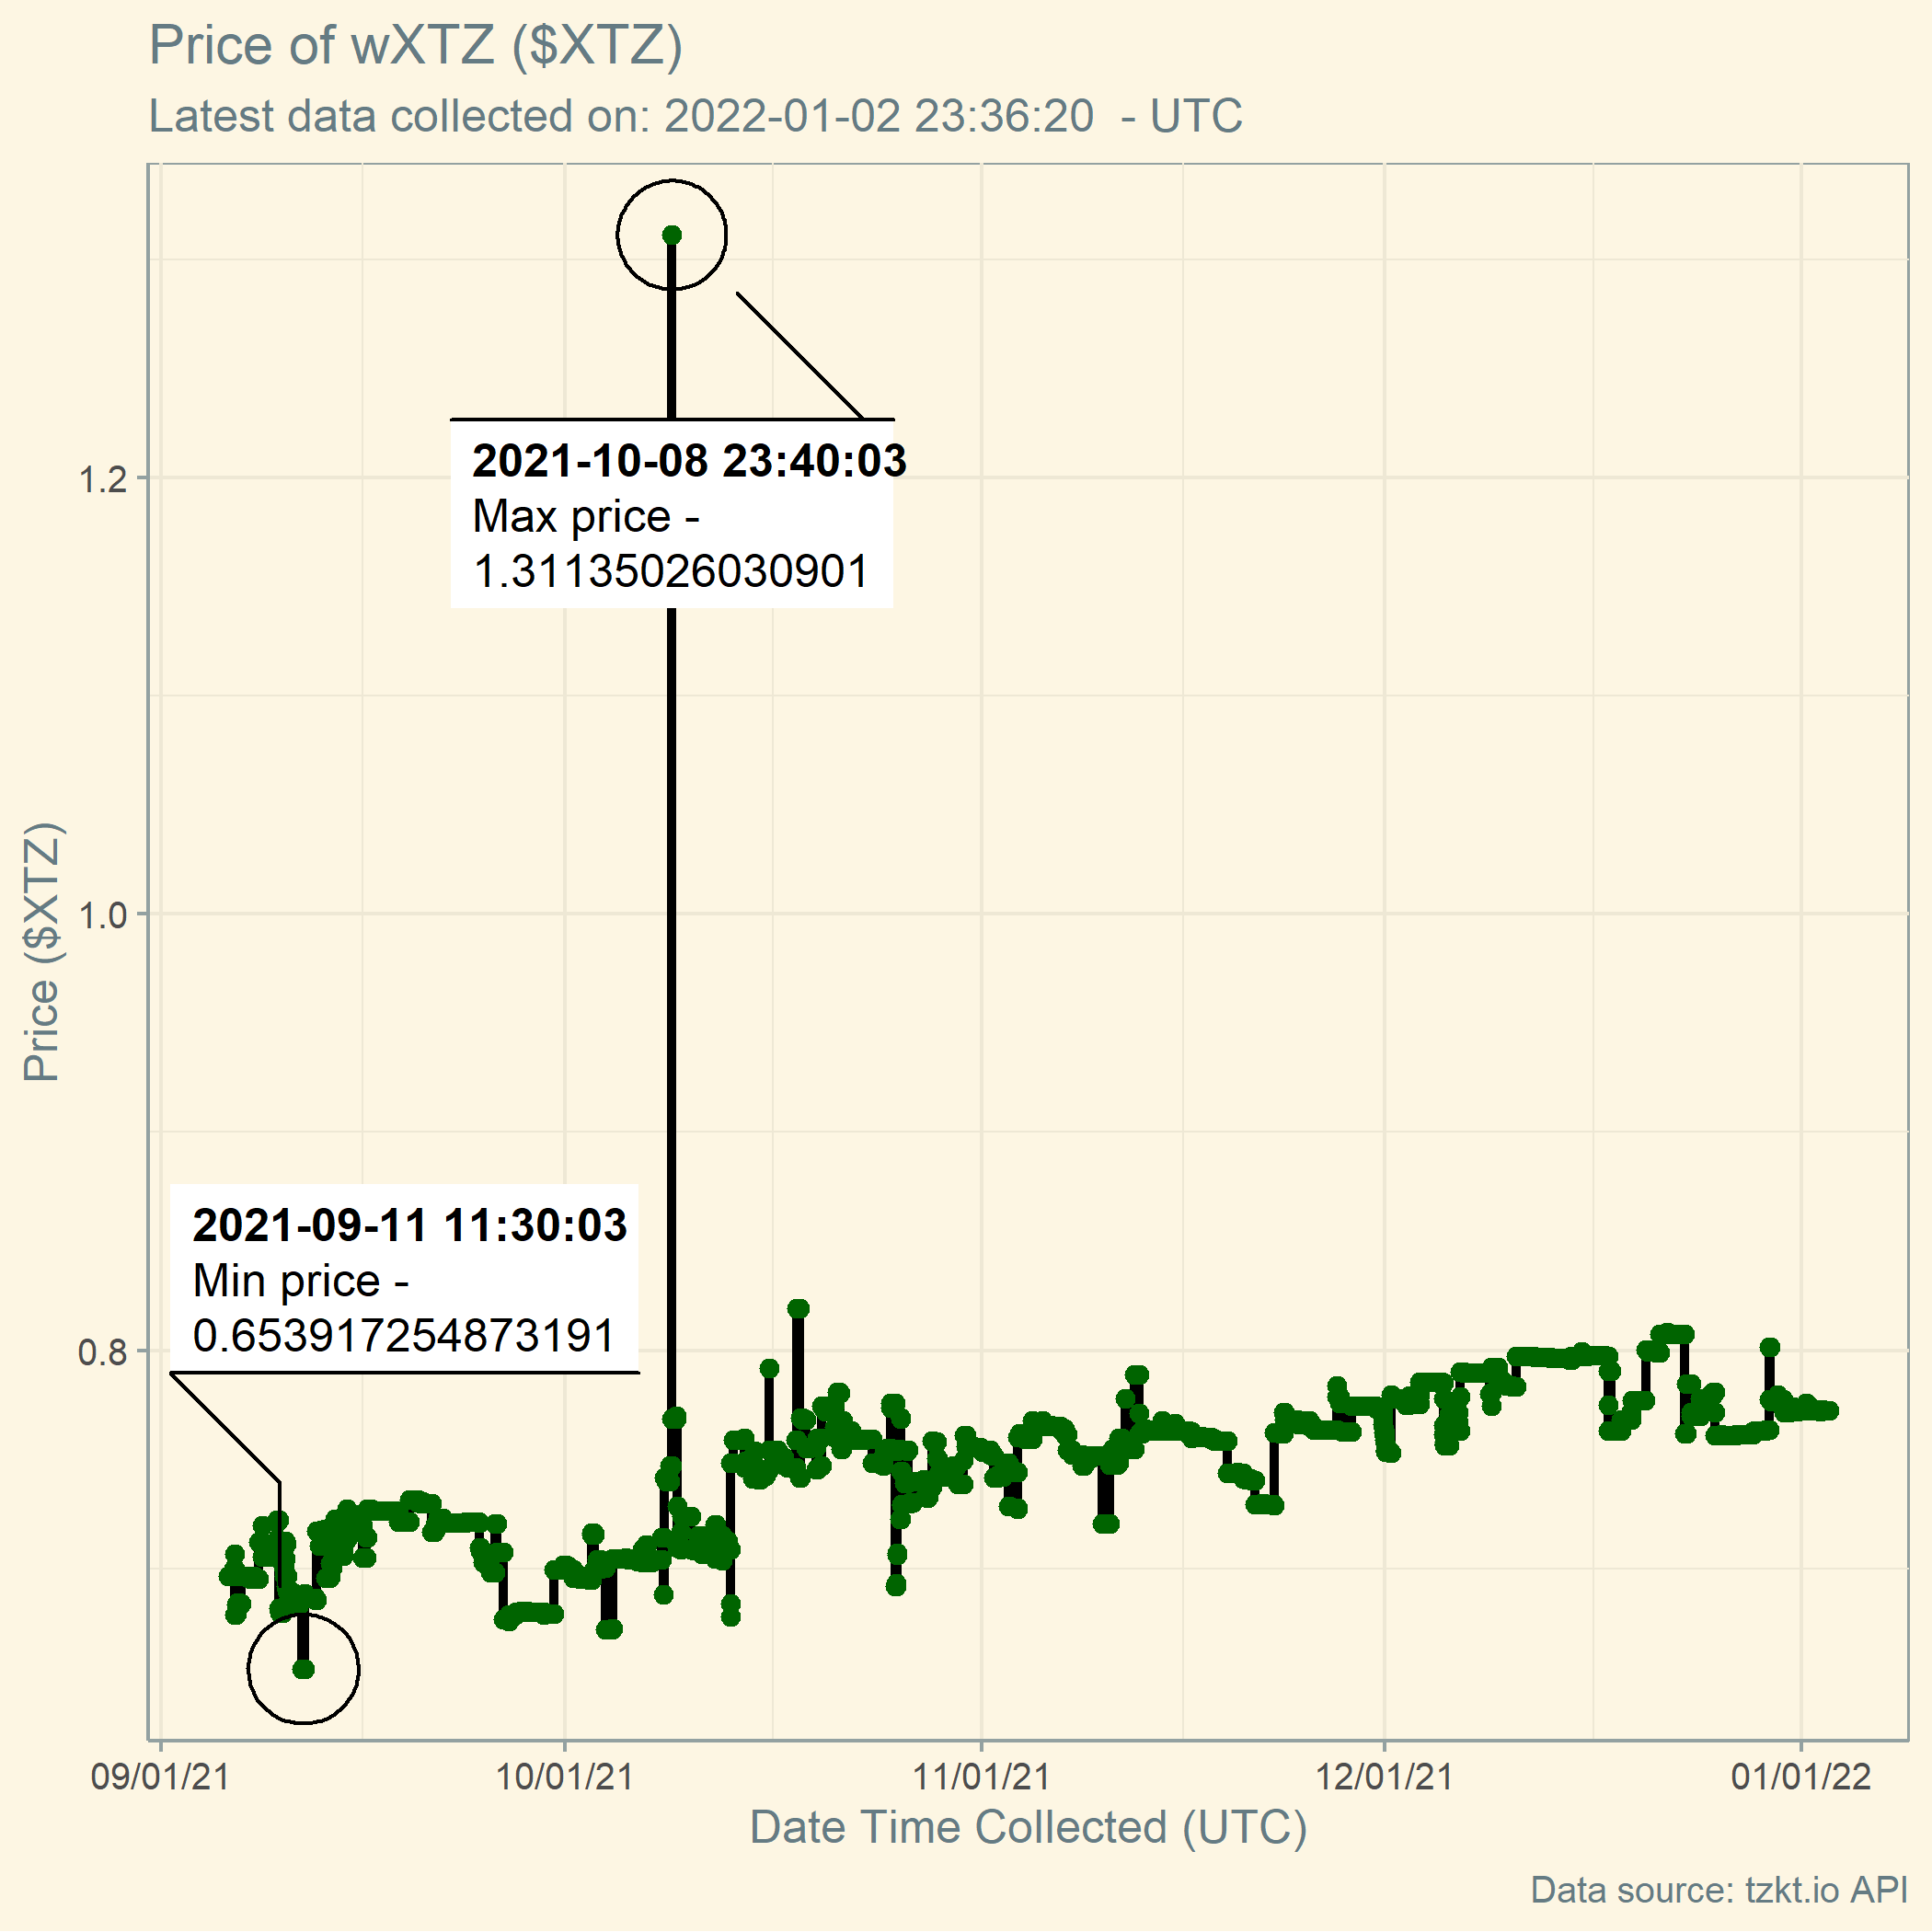 Price of wXTZ ($XTZ)
Latest data collected on: 2022-01-02 23:36:20  - UTC
Price ($XTZ)
1.2
1.0
0.8
2021-10-08 23:40:03
Max price -
1.31135026030901
2021-09-11 11:30:03
Min price -
0.653917254873191
09/01/21
10/01/21
11/01/21
12/01/21
01/01/22
Date Time Collected (UTC)
Data source: tzkt.io API